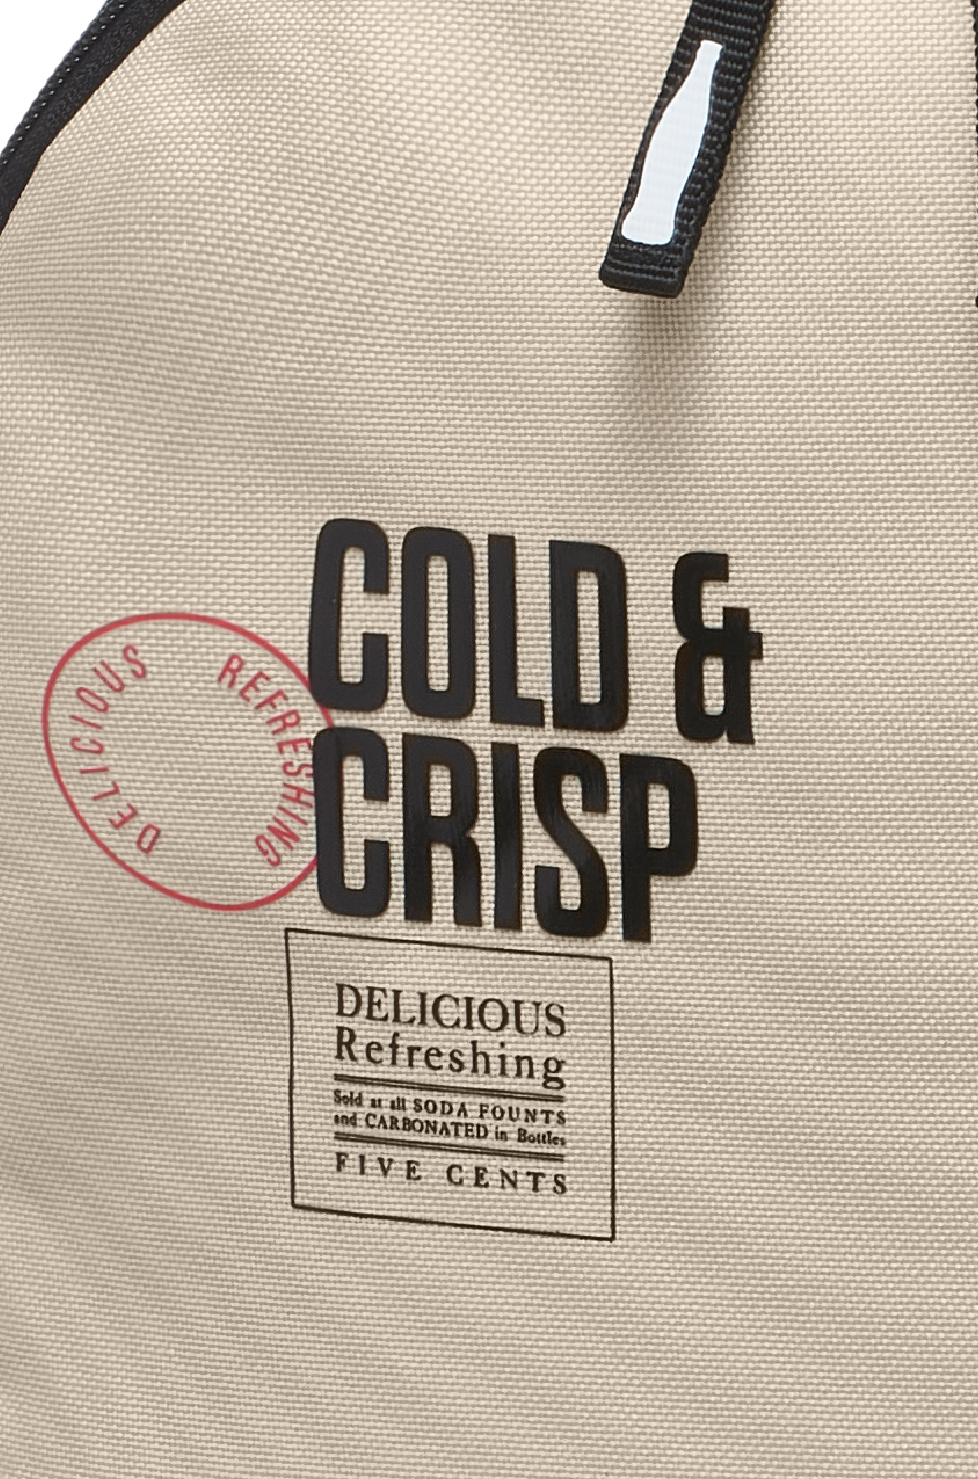 COLD &
CRISP
DELICIOUS REFRESHING
DELICIOUS
Refreshing
Sold at all SODA FOUNTS
and CARBONATED in Bottles
FIVE CENTS